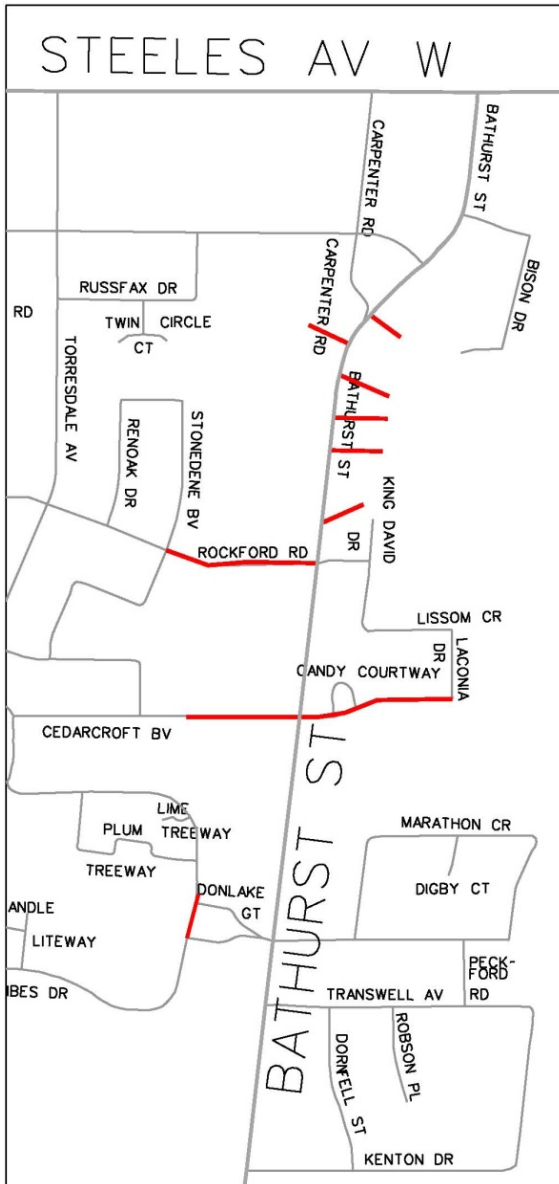 STEELES AV W
CARPENTER RD
BATHURST ST
BISON DR
CARPENTER RD
RUSSFAX DR
RD
TWIN CIRCLE
CT
TORRESDALE AV
BATHURST ST
STONEDENE BV
RENOAK DR
KING DAVID
DR
ROCKFORD RD
LISSOM CR
LACONIA
DR
CANDY COURTWAY
CEDARCROFT BV
BATHURST ST
LIME
TREEWAY
PLUM
TREEWAY
MARATHON CR
DONLAKE
GT
DIGBY CT
ANDLE
LITEWAY
PECK-
FORD
RD
IBES DR
TRANSWELL AV
ROBSON PL
DORNFELL ST
KENTON DR